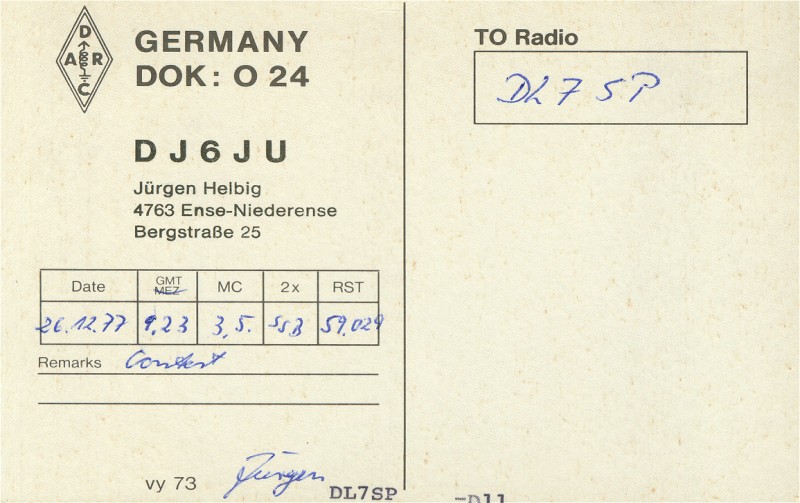 D
A R
C
GERMANY
DOK: O 24
DJ6JU
Jürgen Helbig
4763 Ense-Niederense
Bergstraße 25
Date GMT MEZ MC 2x RST
26.12.77 9,23 3,5. SSB 59,029
Remarks Contest
vy 73 Jürgen
DL7SP
TO Radio
DL7SP